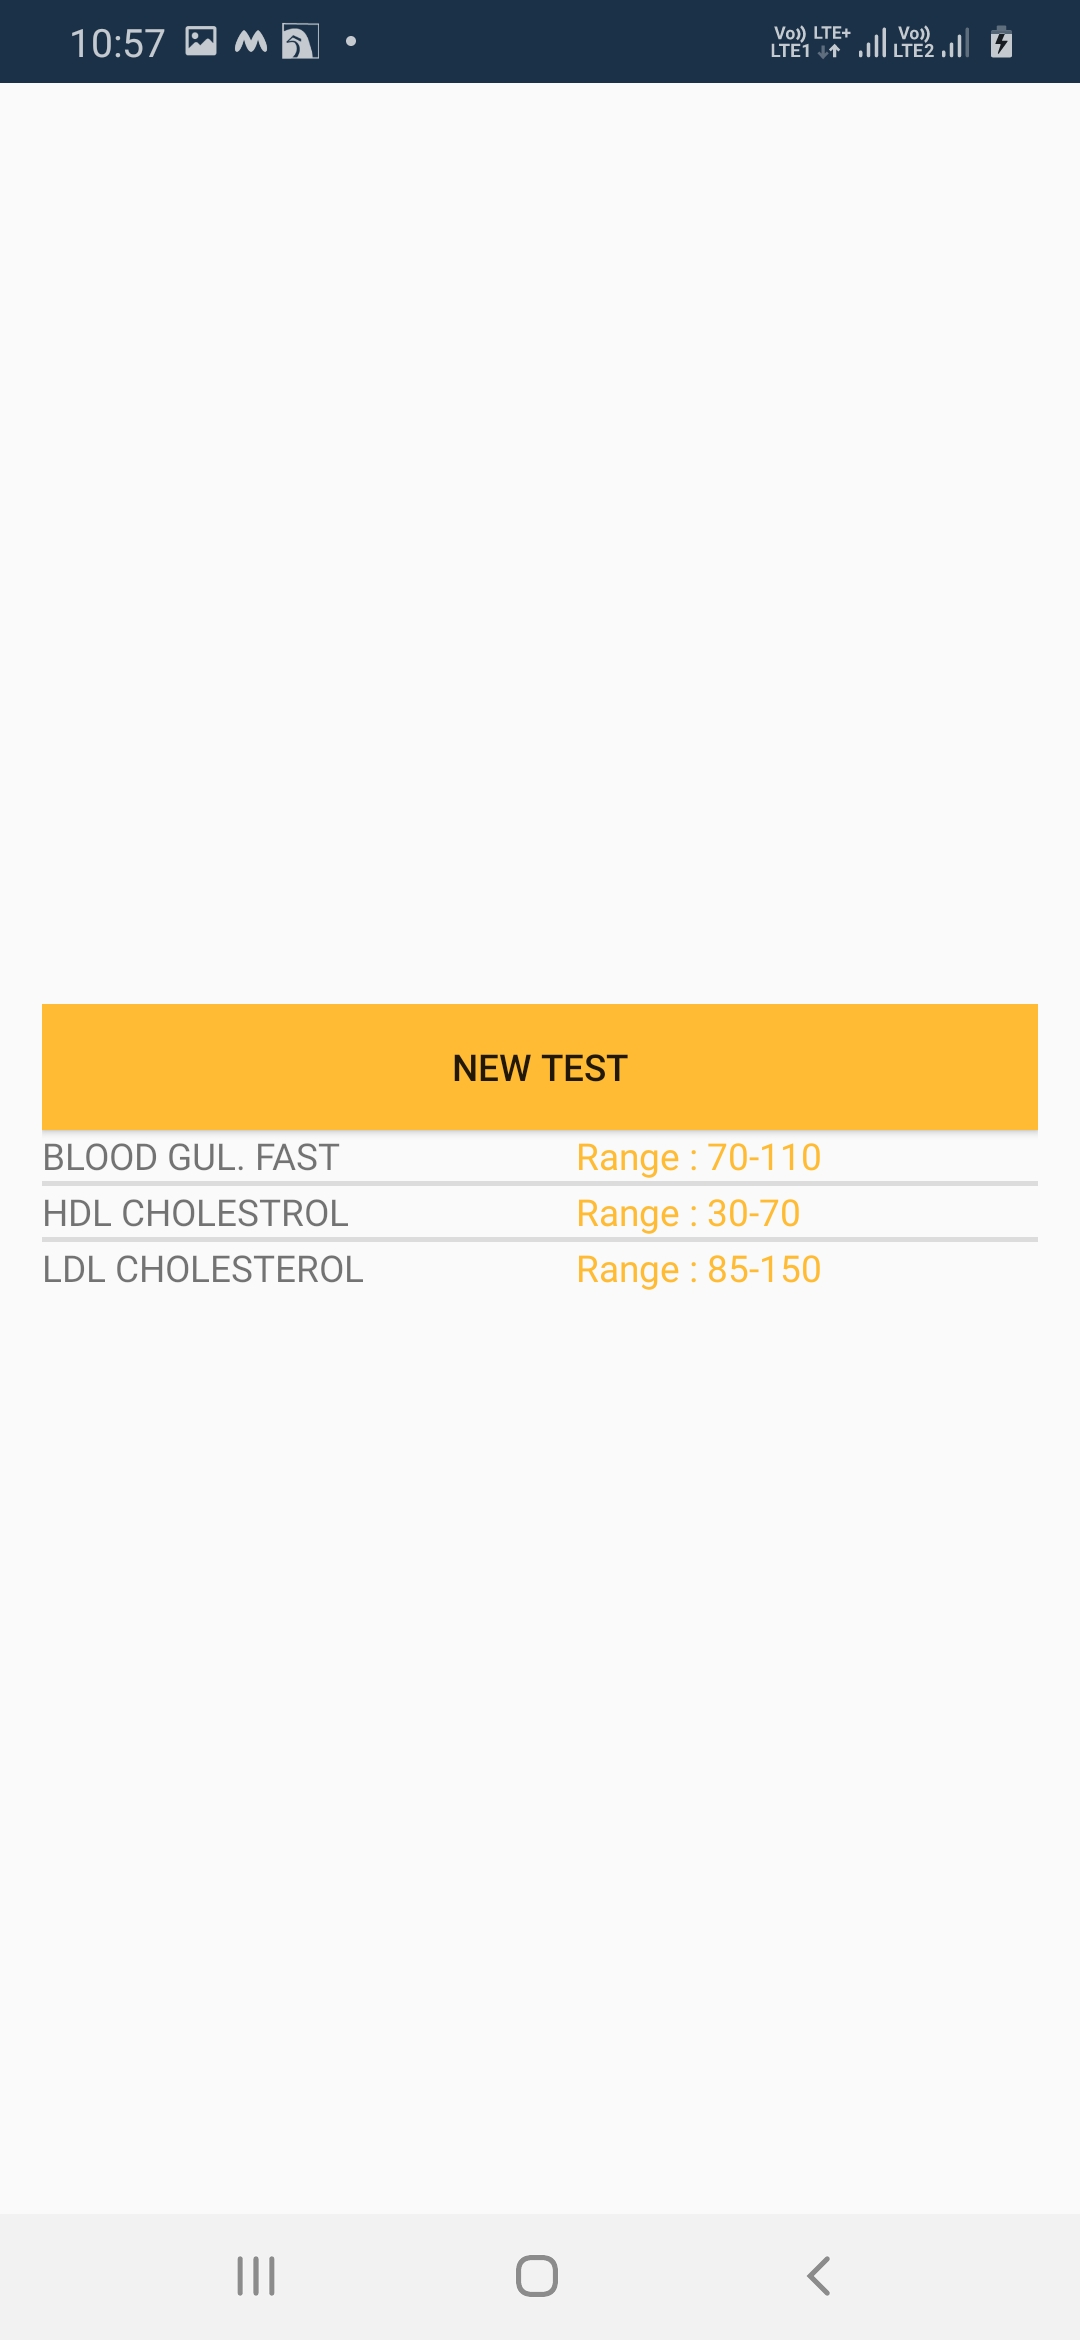 10:57
Vo)) LTE+ Vo))
LTE1 LTE2
NEW TEST
BLOOD GUL. FAST Range : 70-110
HDL CHOLESTROL Range : 30-70
LDL CHOLESTEROL Range : 85-150